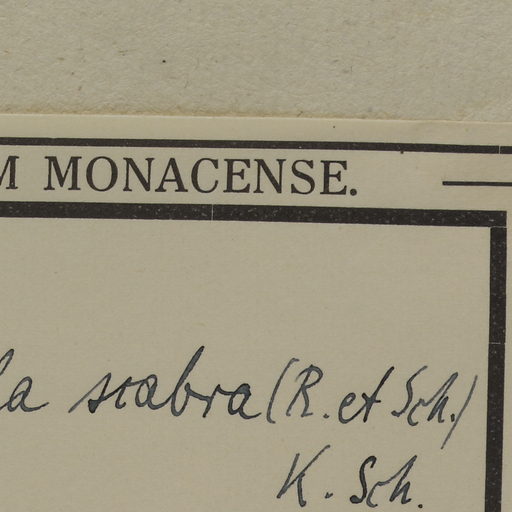 M MONACENSE.
la scabra (R. et Sch.)
K. Sch.